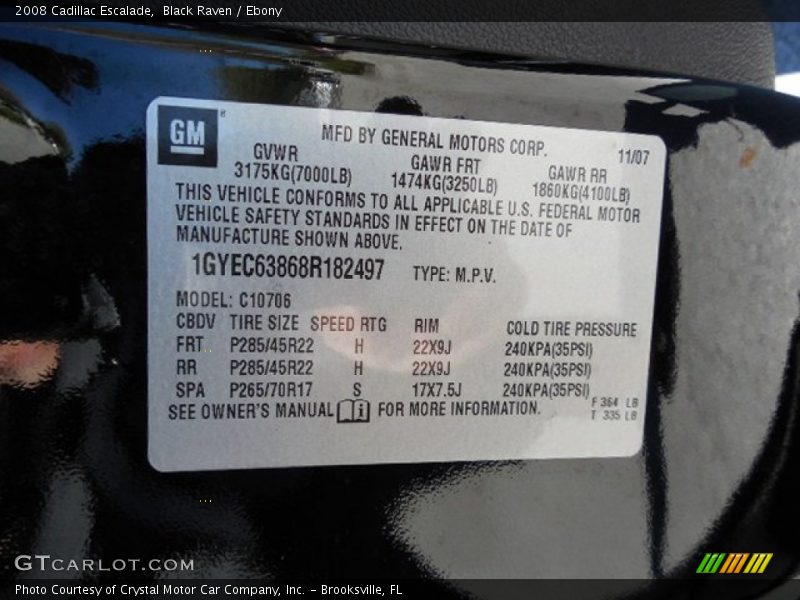 2008 Cadillac Escalade,  Black Raven / Ebony
GM
MFD BY GENERAL MOTORS CORP.
11/07
GVWR GAWR FRT GAWR RR
3175KG(7000LB) 1474KG(3250LB) 1860KG(4100LB)
THIS VEHICLE CONFORMS TO ALL APPLICABLE U.S. FEDERAL MOTOR
VEHICLE SAFETY STANDARDS IN EFFECT ON THE DATE OF
MANUFACTURE SHOWN ABOVE.
1GYEC63868R182497 TYPE: M.P.V.
MODEL: C10706
CBDV TIRE SIZE SPEED RTG RIM COLD TIRE PRESSURE
FRT P285/45R22 H 22X9J 240KPA(35PSI)
RR P285/45R22 H 22X9J 240KPA(35PSI)
SPA P265/70R17 S 17X7.5J 240KPA(35PSI)
SEE OWNER'S MANUAL FOR MORE INFORMATION.
F 364 LB
T 335 LB
GTCARLOT.COM
Photo Courtesy of Crystal Motor Car Company, Inc. – Brooksville, FL